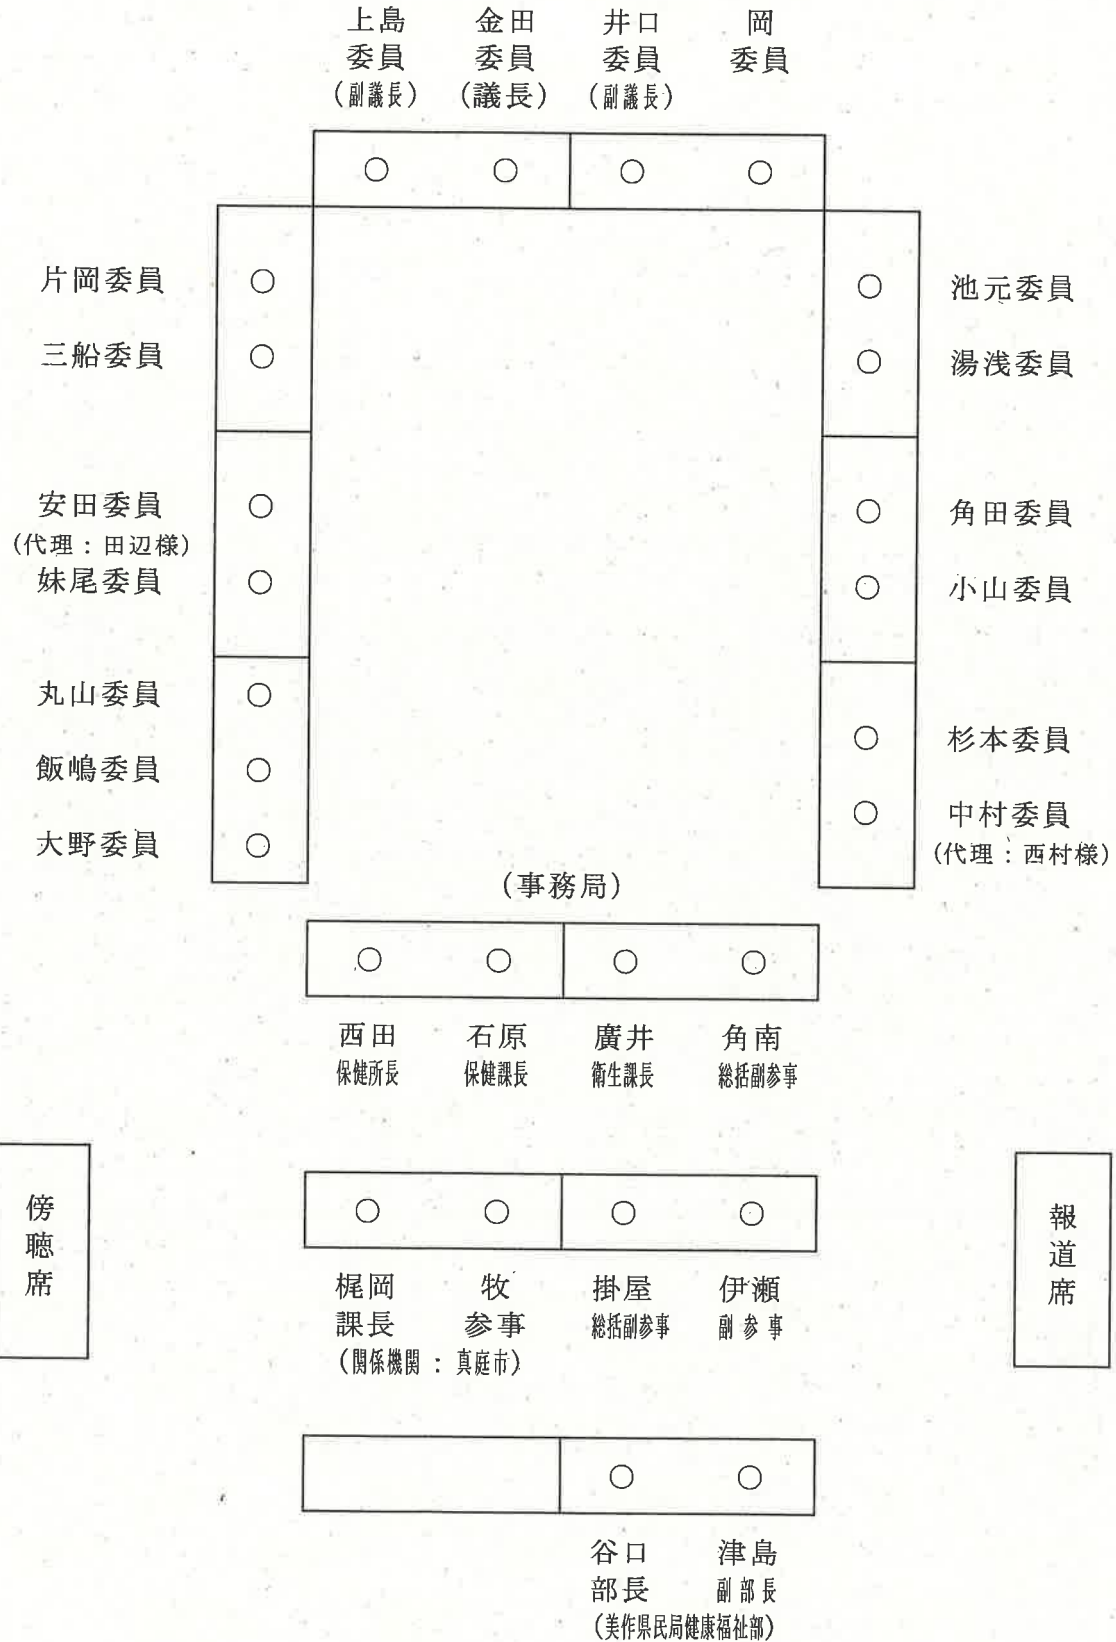 上島 金田 井口 岡
委員 委員 委員 委員
(副議長) (議長) (副議長)
片岡委員
三船委員
安田委員
(代理：田辺様)
妹尾委員
丸山委員
飯嶋委員
大野委員
池元委員
湯浅委員
角田委員
小山委員
杉本委員
中村委員
(代理：西村様)
(事務局)
西田 石原 廣井 角南
保健所長 保健課長 衛生課長 総括副参事
傍聴席
報道席
梶岡 牧 掛屋 伊瀬
課長 参事 総括副参事 副参事
(関係機関：真庭市)
谷口 津島
部長 副部長
(美作県民局健康福祉部)